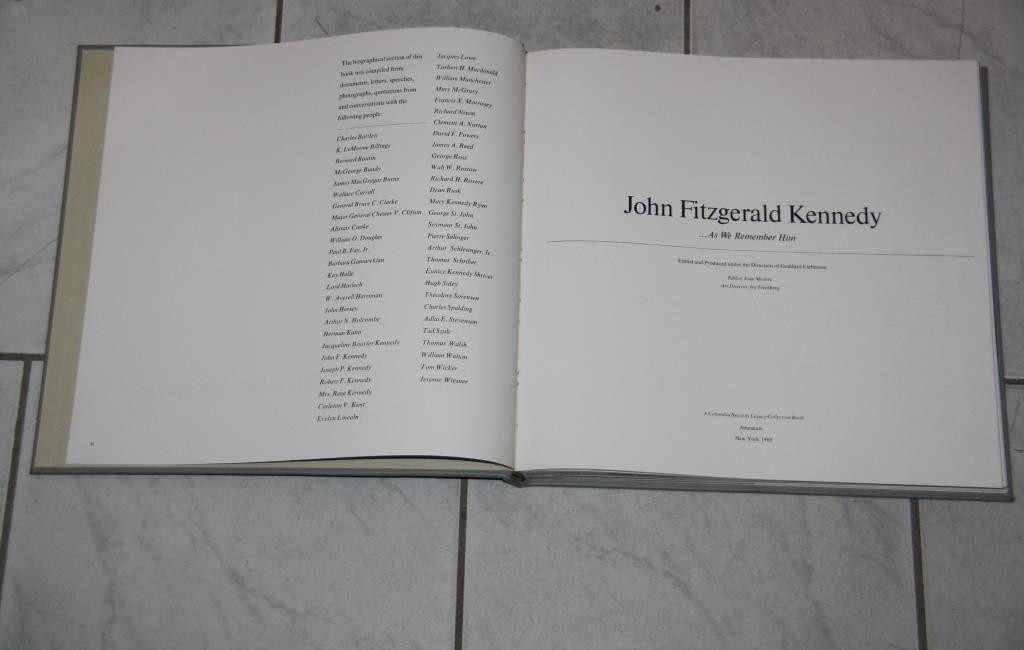 The biographical section of this
book was compiled from
documents, letters, speeches,
photographs, quotations from
and conversations with the
following people:
Charles Bartlett
K. LeMoyne Billings
Bernard Boutin
McGeorge Bundy
James MacGregor Burns
Wallace Carroll
General Bruce C. Clarke
Major General Chester V. Clifton
Alistair Cooke
William O. Douglas
Paul B. Fay, Jr.
Barbara Gamarekian
Kay Halle
Lord Harlech
W. Averell Harriman
John Hersey
Arthur N. Holcombe
Herman Kahn
Jacqueline Bouvier Kennedy
John F. Kennedy
Joseph P. Kennedy
Robert F. Kennedy
Mrs. Rose Kennedy
Carleton V. Kent
Evelyn Lincoln
Jacques Lowe
Torbert H. Macdonald
William Manchester
Mary McGrory
Francis X. Morrissey
Richard Nixon
Clement A. Norton
David F. Powers
James A. Reed
George Ross
Walt W. Rostow
Richard H. Rovere
Dean Rusk
Mary Kennedy Ryan
George St. John
Seymour St. John
Pierre Salinger
Arthur Schlesinger, Jr.
Thomas Schriber
Eunice Kennedy Shriver
Hugh Sidey
Theodore Sorensen
Charles Spalding
Adlai E. Stevenson
Tad Szulc
Thomas Walsh
William Walton
Tom Wicker
Jerome Wiesner
6
John Fitzgerald Kennedy
...As We Remember Him
Edited and Produced under the Direction of Goddard Lieberson
Editor, Joan Meyers
Art Director, Ira Teichberg
A Columbia Records Legacy Collection Book
Atheneum
New York 1965